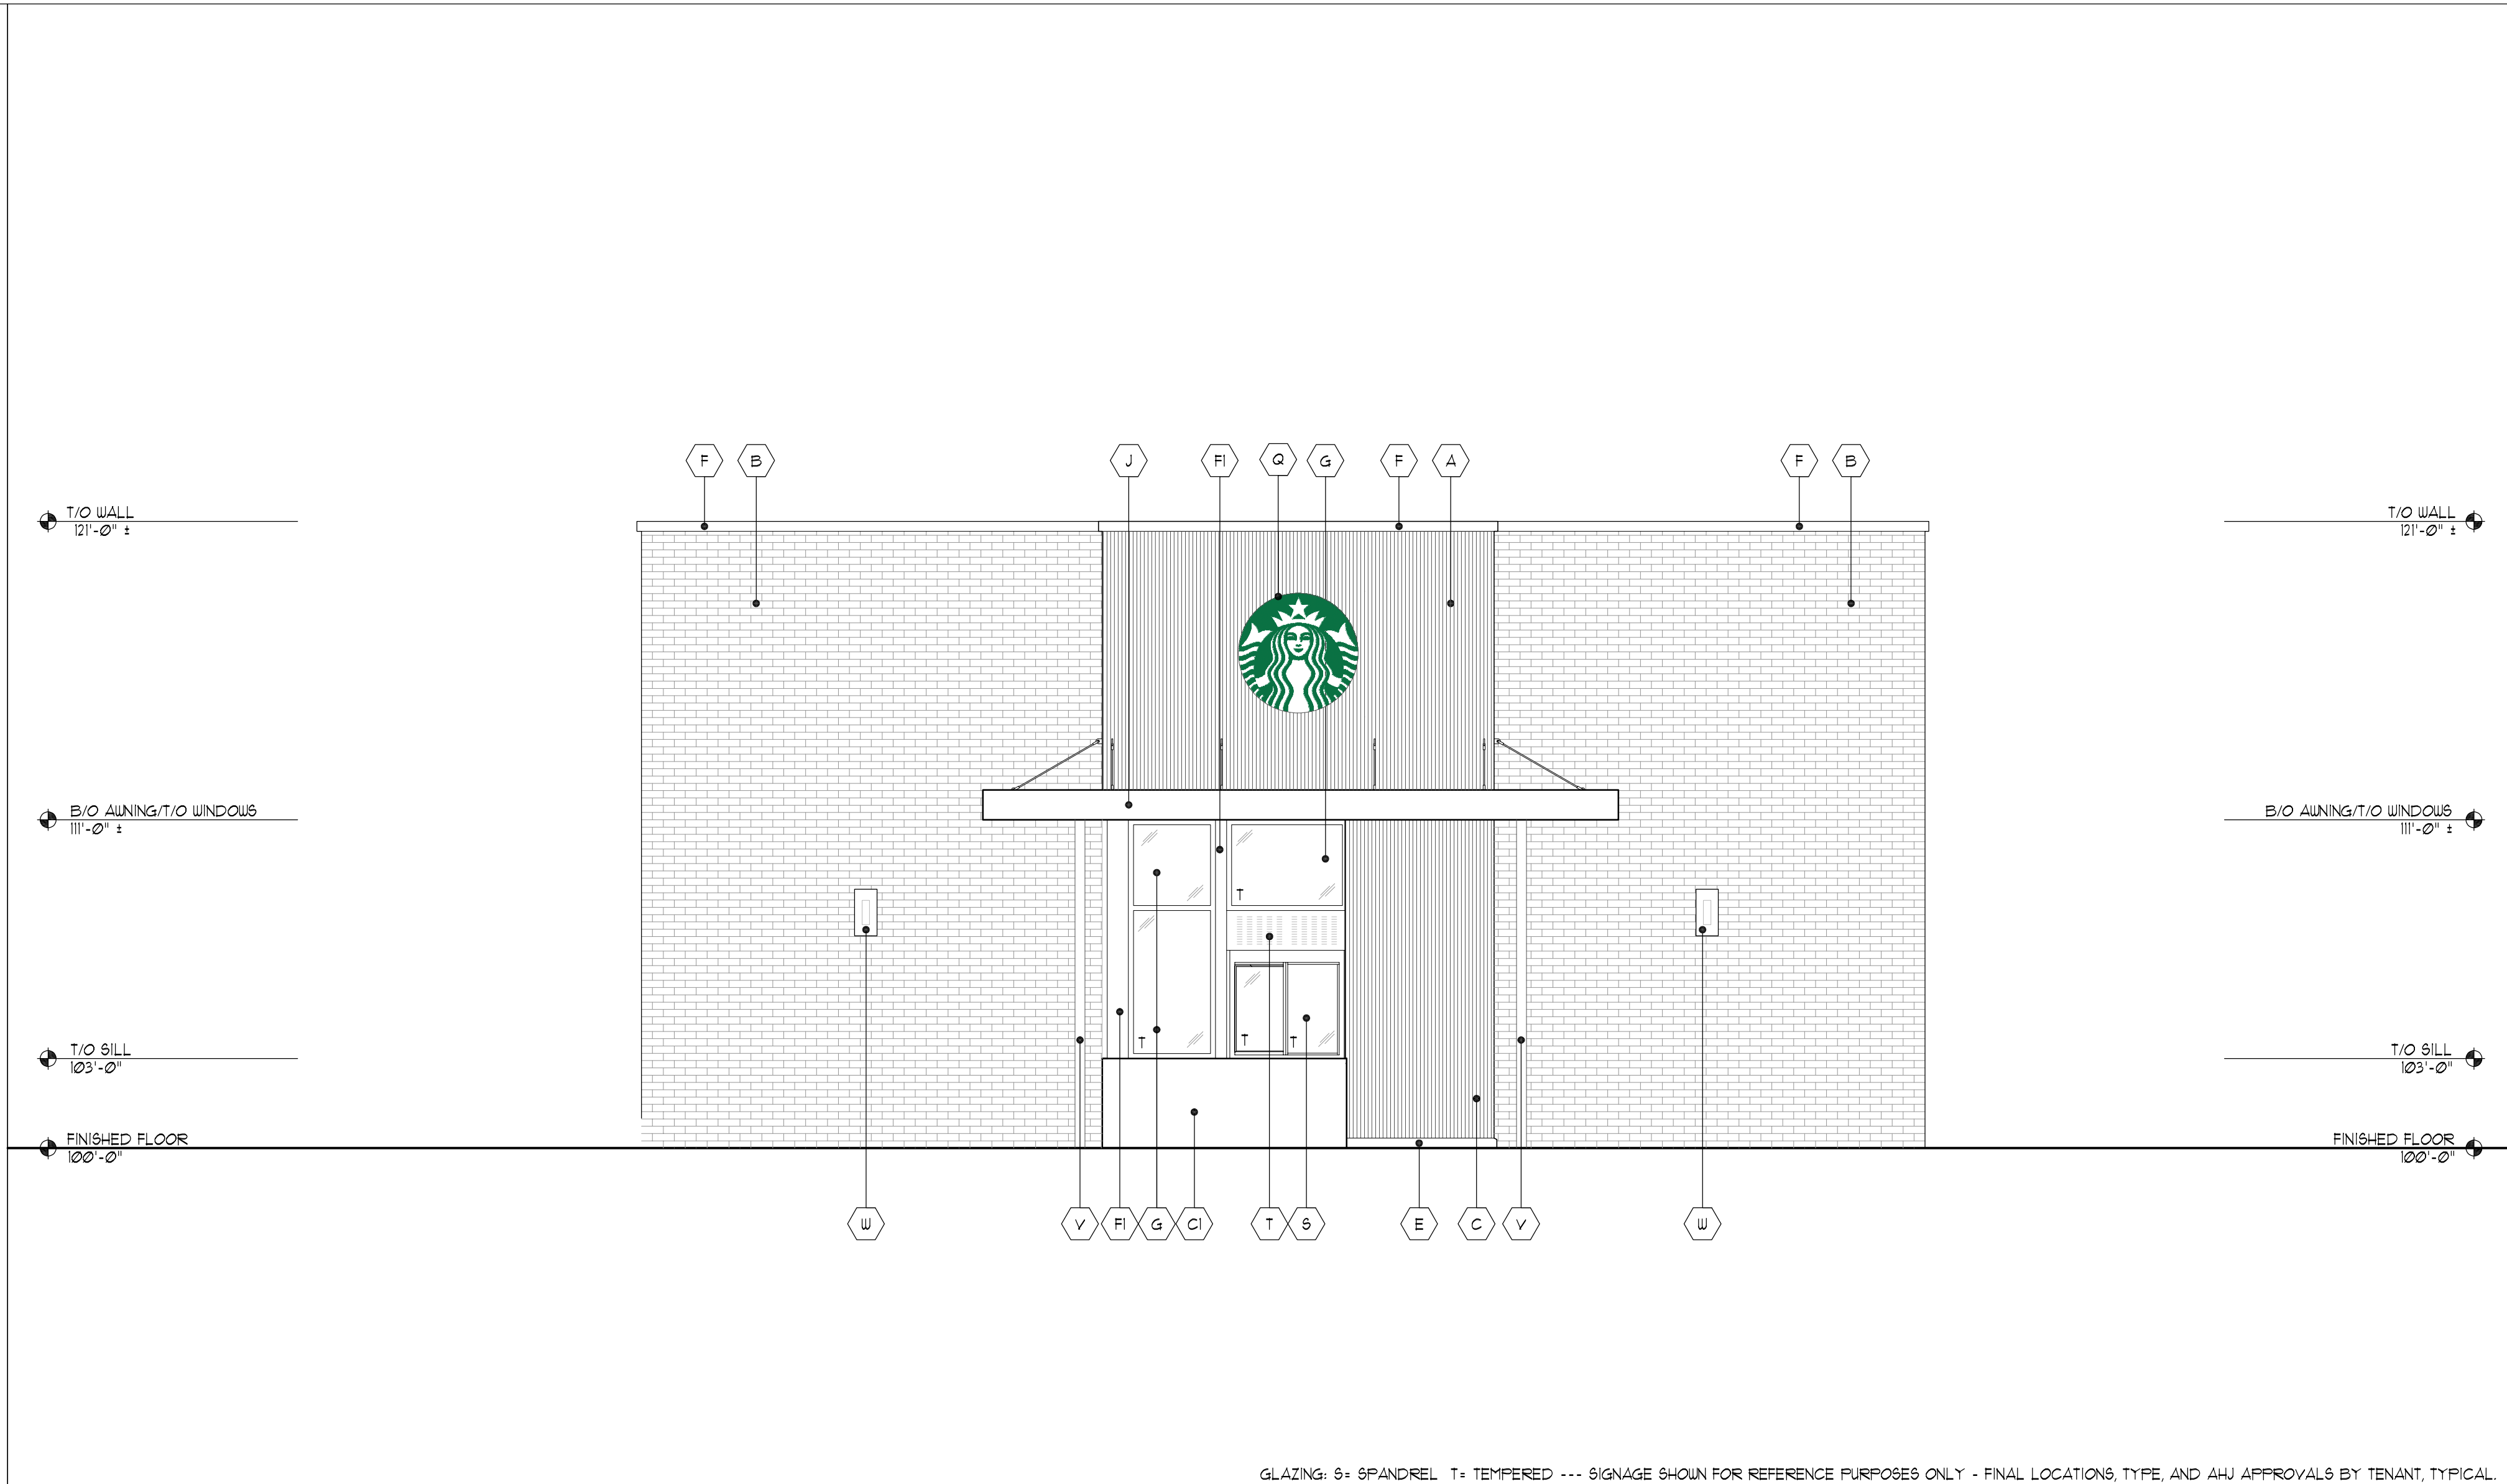 F B J F1 Q G F A F B
T/O WALL
121'-0" ±
T/O WALL
121'-0" ±
B/O AWNING/T/O WINDOWS
111'-0" ±
B/O AWNING/T/O WINDOWS
111'-0" ±
T
T T T
T/O SILL
103'-0"
T/O SILL
103'-0"
FINISHED FLOOR
100'-0"
FINISHED FLOOR
100'-0"
W V F1 G C1 T S E C V W
GLAZING: S= SPANDREL T= TEMPERED --- SIGNAGE SHOWN FOR REFERENCE PURPOSES ONLY - FINAL LOCATIONS, TYPE, AND AHJ APPROVALS BY TENANT, TYPICAL.